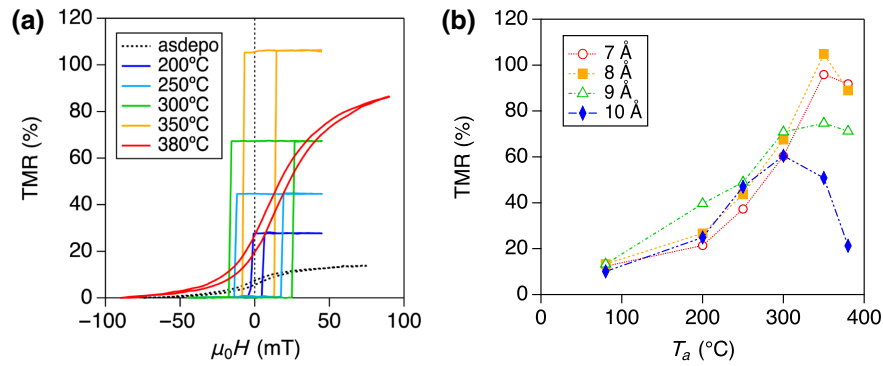 (a)
120
100
80
60
40
20
0
TMR (%)
asdepo
200ºC
250ºC
300ºC
350ºC
380ºC
−100 −50 0 50 100
μ0H (mT)
(b)
120
100
80
60
40
20
0
TMR (%)
7 Å
8 Å
9 Å
10 Å
0 100 200 300 400
Ta (°C)